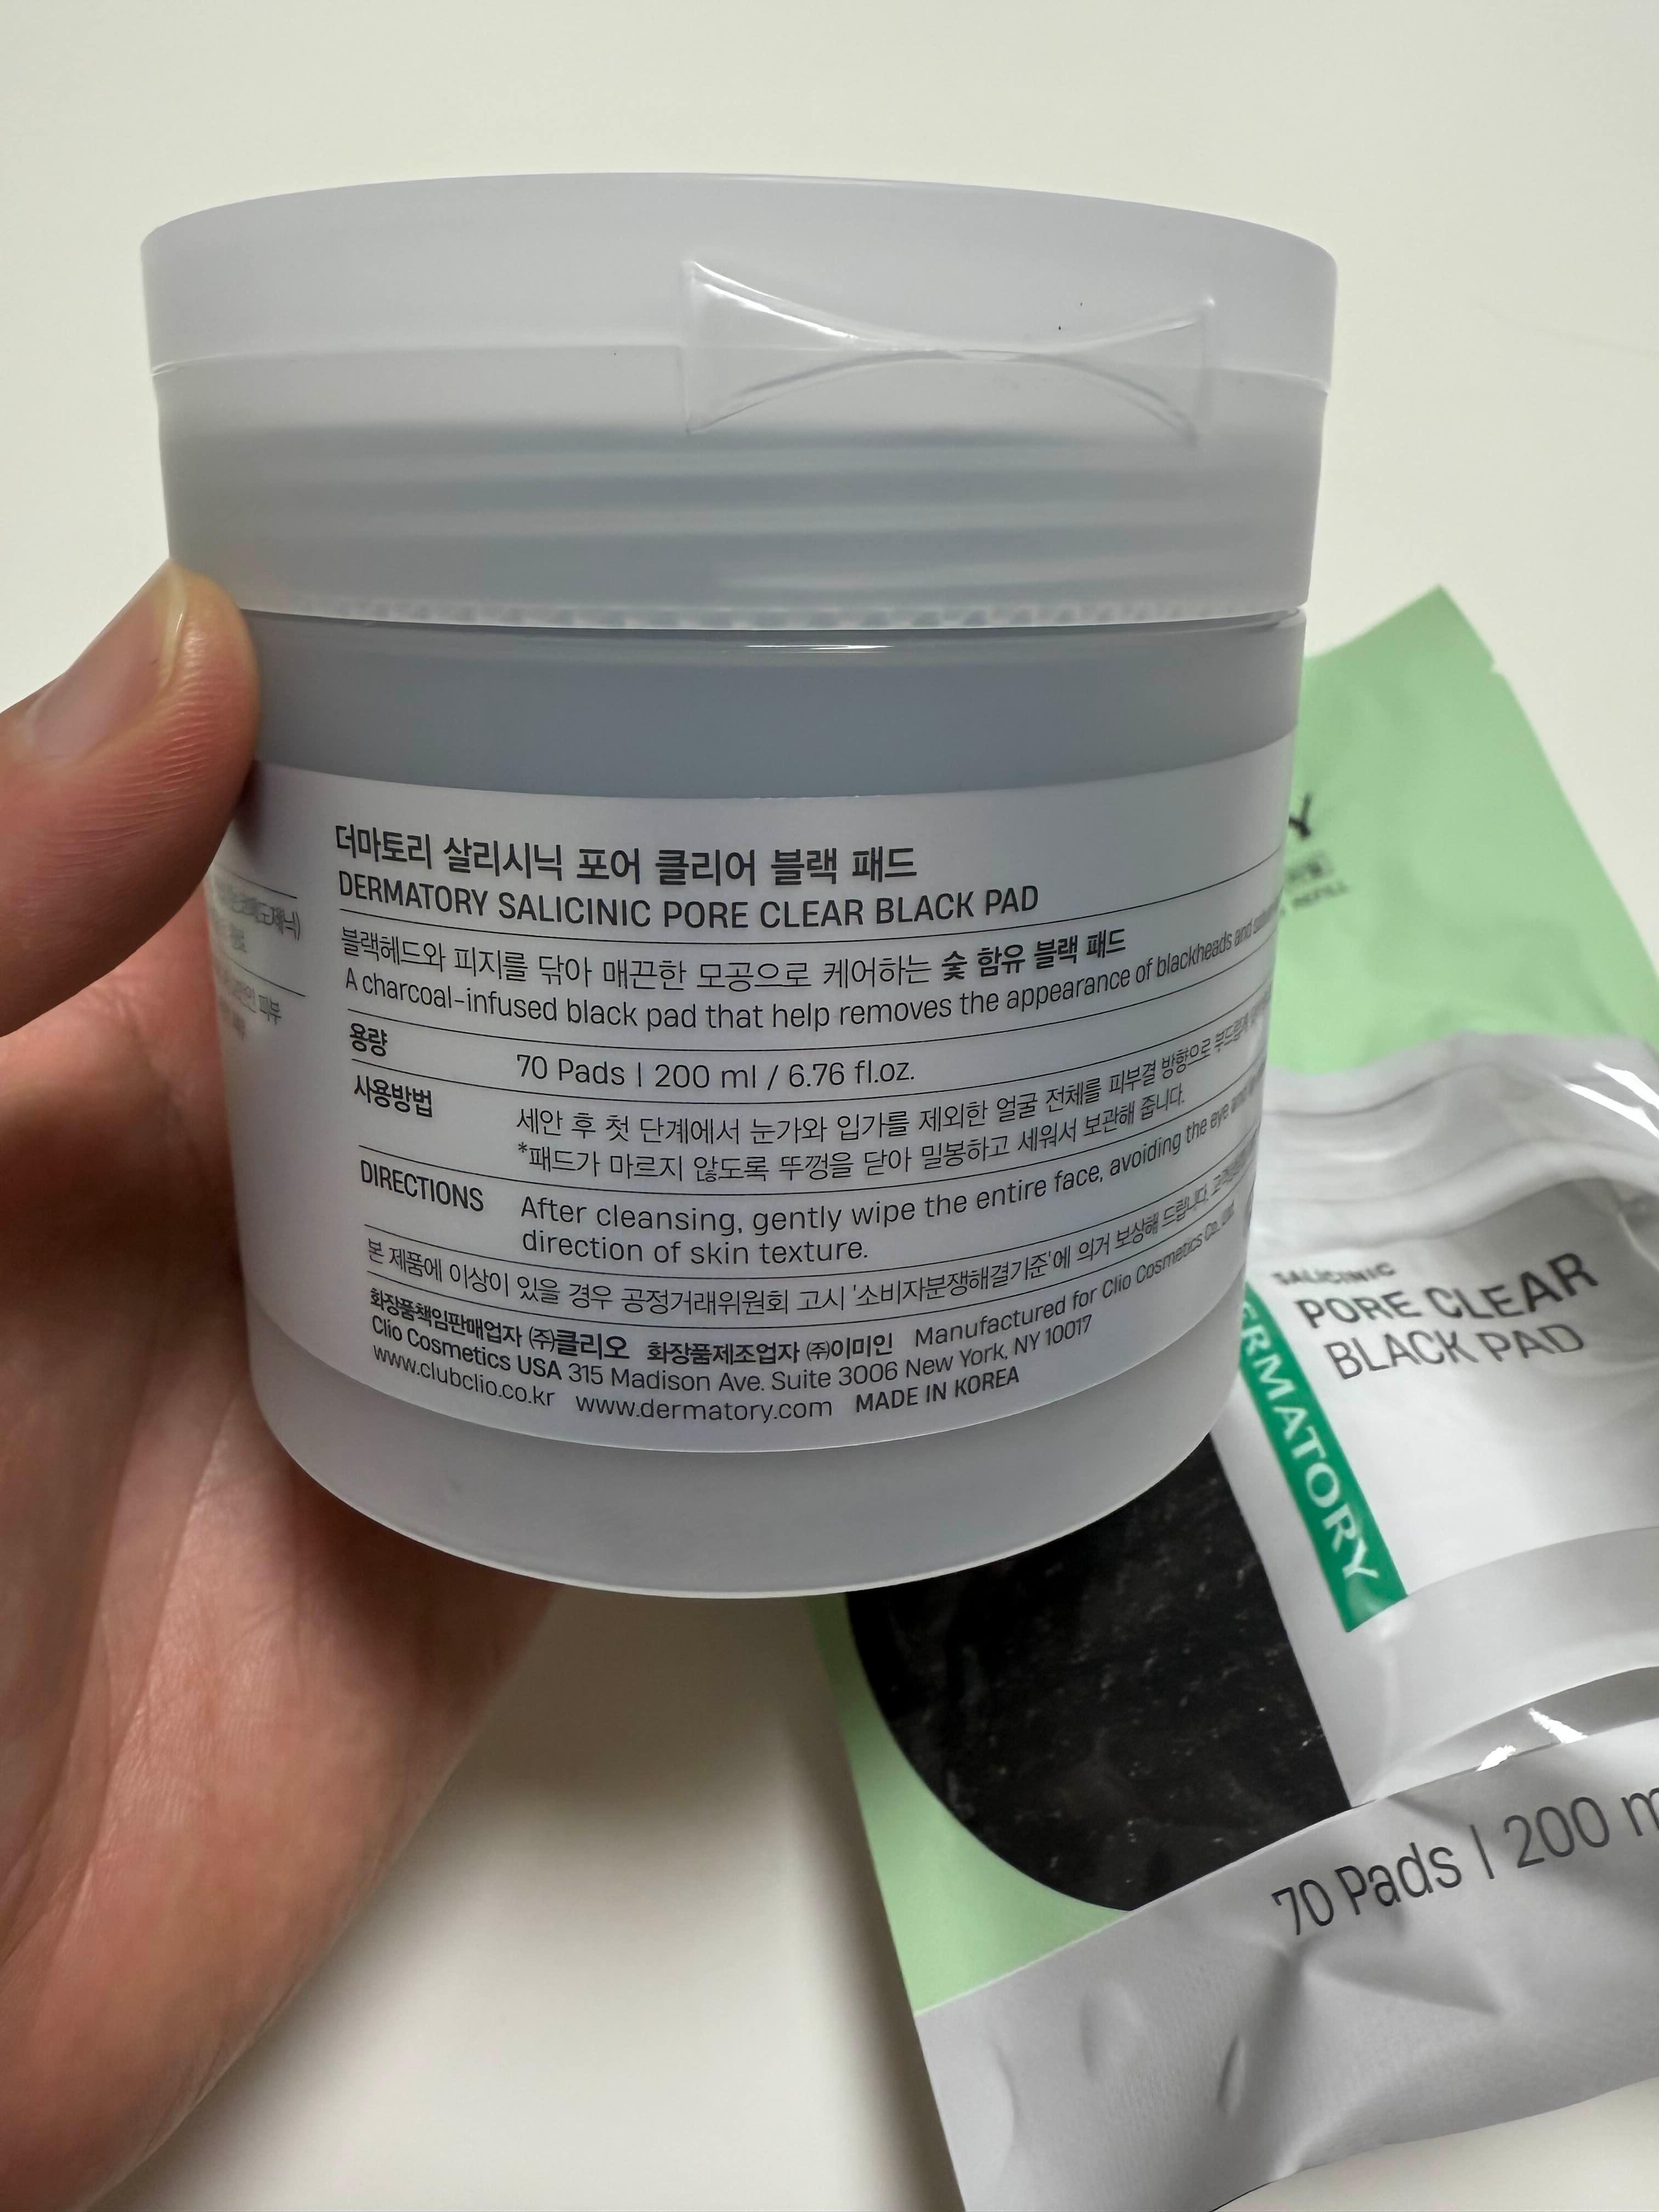 더마토리 살리시닉 포어 클리어 블랙 패드
DERMATORY SALICINIC PORE CLEAR BLACK PAD
블랙헤드와 피지를 닦아 매끈한 모공으로 케어하는 숯 함유 블랙 패드
A charcoal-infused black pad that help removes the appearance of blackheads and
용량
70 Pads | 200 ml / 6.76 fl.oz.
사용방법
세안 후 첫 단계에서 눈가와 입가를 제외한 얼굴 전체를 피부결 방향으로 부드럽게
*패드가 마르지 않도록 뚜껑을 닫아 밀봉하고 세워서 보관해 줍니다.
DIRECTIONS
After cleansing, gently wipe the entire face, avoiding the eye and
direction of skin texture.
본 제품에 이상이 있을 경우 공정거래위원회 고시 '소비자분쟁해결기준'에 의거 보상해 드립니다.
화장품책임판매업자 ㈜클리오 화장품제조업자 ㈜이미인 Manufactured for Clio Cosmetics Co., Ltd.
Clio Cosmetics USA 315 Madison Ave. Suite 3006 New York, NY 10017
www.clubclio.co.kr www.dermatory.com MADE IN KOREA
Y
REFILL
SALICINIC
PORE CLEAR
BLACK PAD
ERMATORY
70 Pads | 200 m